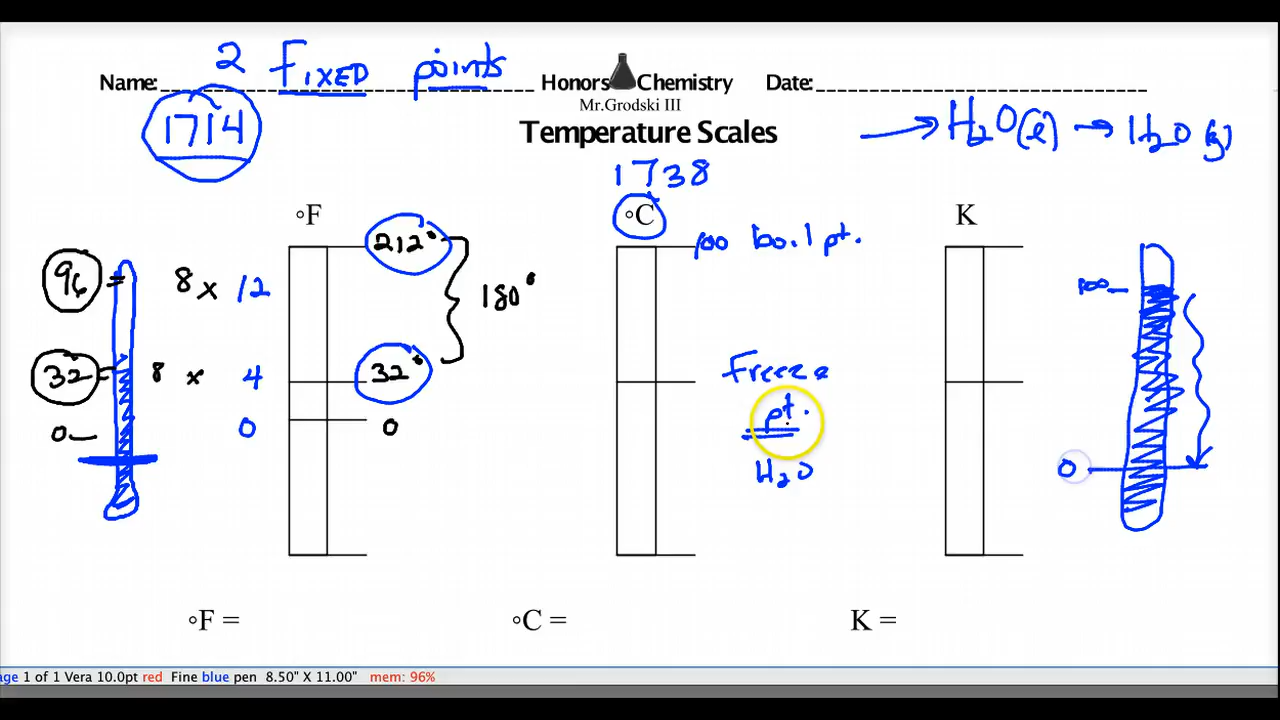 2 Fixed points
Name: Honors Chemistry Date:
Mr.Grodski III
1714
Temperature Scales
→ H2O(l) → H2O (g)
1738
°F °C K
212°
100 boil pt.
96 8 x 12
180°
100
32 8 x 4 32°
Freeze
pt.
0 0 0
H2O
0
°F = °C = K =
age 1 of 1 Vera 10.0pt red Fine blue pen 8.50" X 11.00" mem: 96%